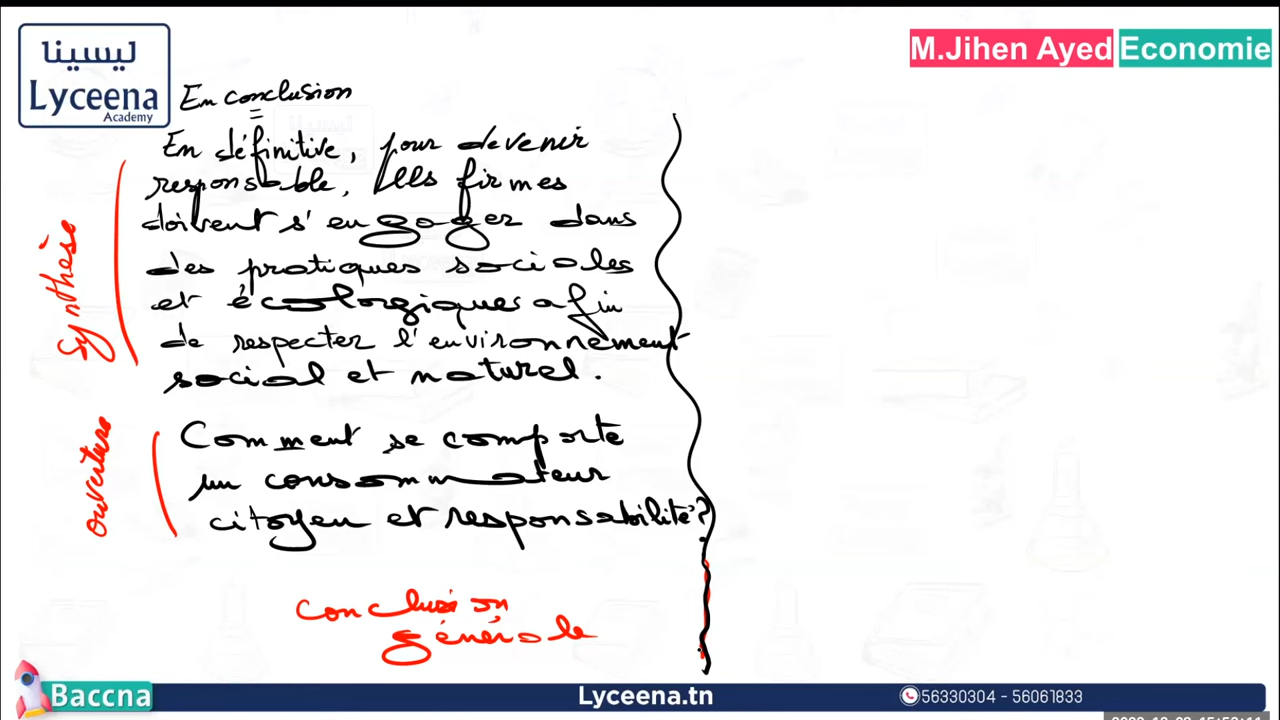 ليسينا
Lyceena
Academy
M.Jihen Ayed Economie
En conclusion
En définitive, pour devenir
responsable, les firmes
doivent s'engager dans
des pratiques sociales
et écologiques afin
de respecter l'environnement
social et naturel.
Synthèse
Comment se comporte
un consommateur
citoyen et responsabilité?
ouverture
conclusion
générale
Baccna
Lyceena.tn
56330304 - 56061833